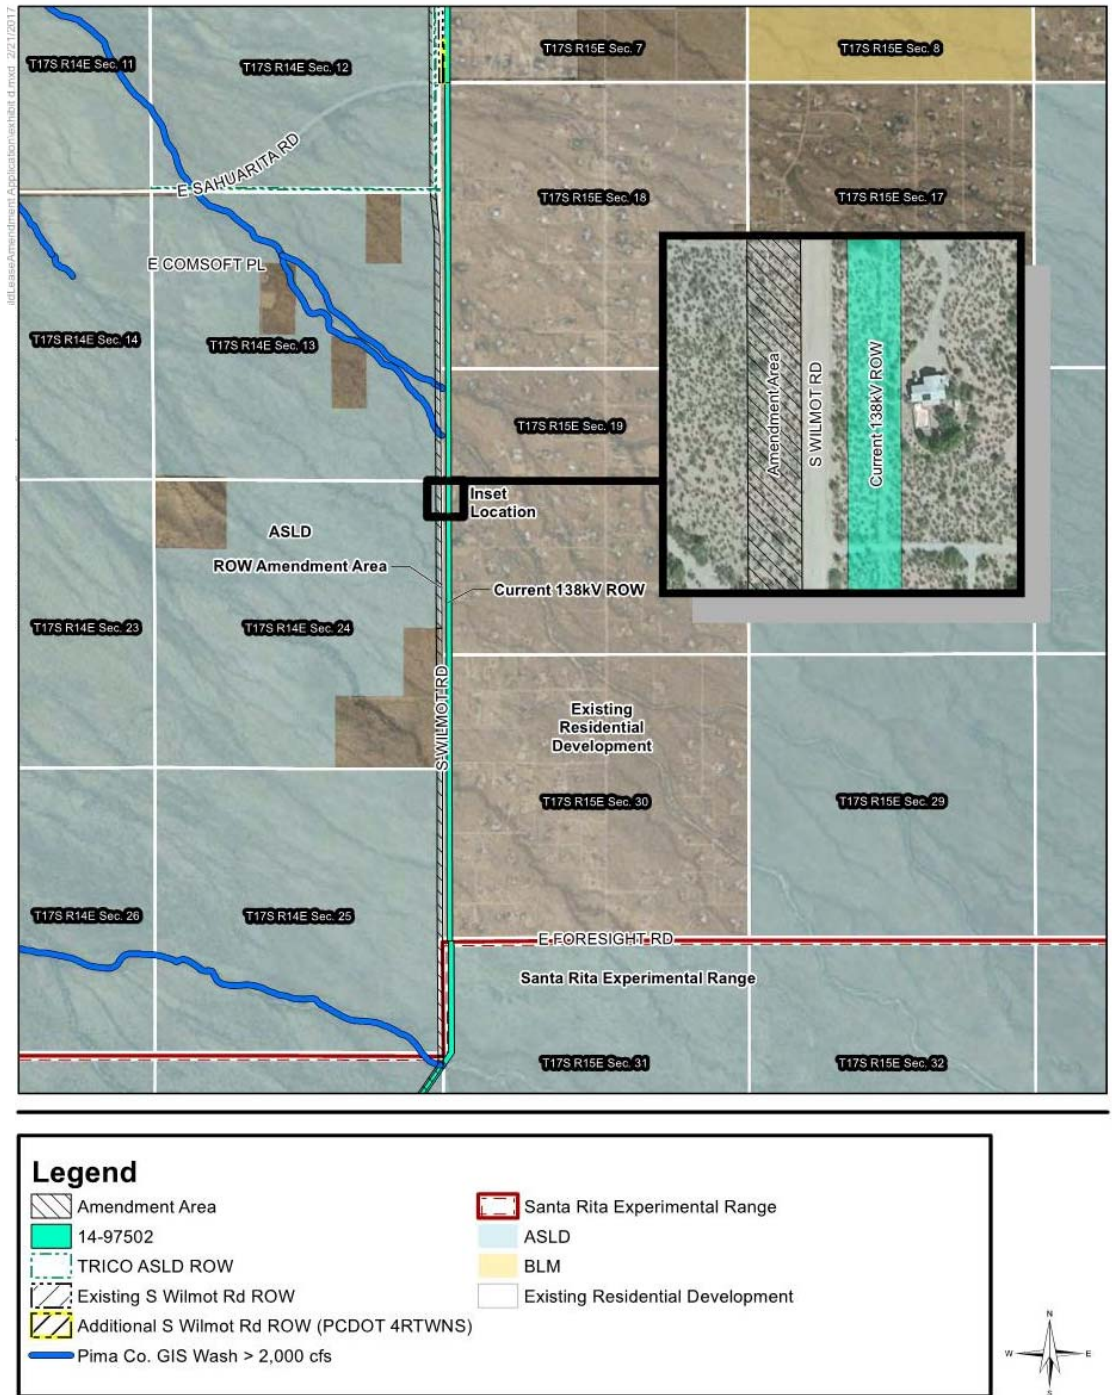 ildLeaseAmendment Application\exhibit d.mxd 2/21/2017
T17S R15E Sec. 7
T17S R15E Sec. 8
T17S R14E Sec. 11
T17S R14E Sec. 12
E SAHUARITA RD
T17S R15E Sec. 18
T17S R15E Sec. 17
E COMSOFT PL
T17S R14E Sec. 14
T17S R14E Sec. 13
T17S R15E Sec. 19
Amendment Area
S WILMOT RD
Current 138kV ROW
Inset
Location
ASLD
ROW Amendment Area
Current 138kV ROW
T17S R14E Sec. 23
T17S R14E Sec. 24
S WILMOT RD
Existing
Residential
Development
T17S R15E Sec. 30
T17S R15E Sec. 29
T17S R14E Sec. 26
T17S R14E Sec. 25
E FORESIGHT RD
Santa Rita Experimental Range
T17S R15E Sec. 31
T17S R15E Sec. 32
Legend
Amendment Area
14-97502
TRICO ASLD ROW
Existing S Wilmot Rd ROW
Additional S Wilmot Rd ROW (PCDOT 4RTWNS)
Pima Co. GIS Wash > 2,000 cfs
Santa Rita Experimental Range
ASLD
BLM
Existing Residential Development
N
W
E
S